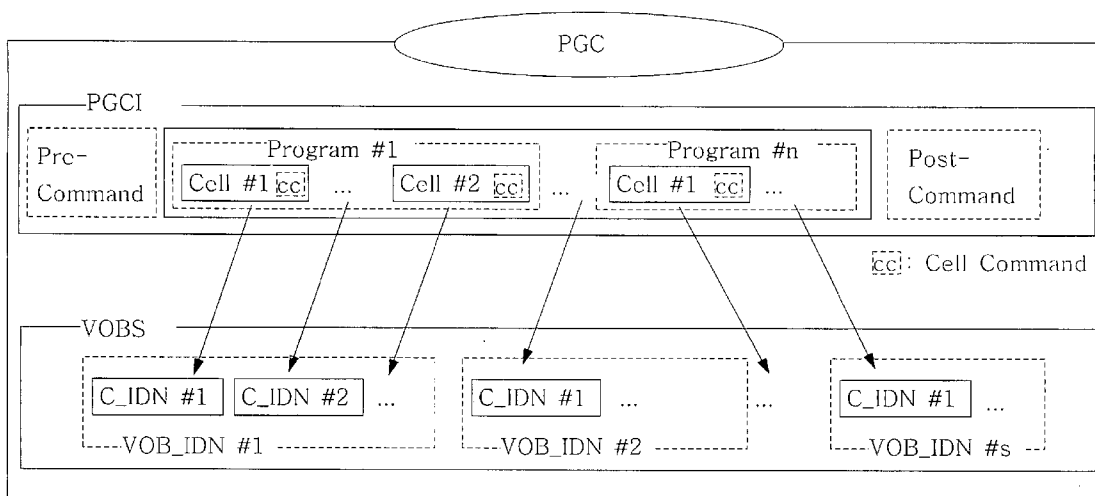 PGC
PGCI
Pre-
Command
Program #1
Cell #1 cc ... Cell #2 cc ...
Program #n
Cell #1 cc ...
Post-
Command
cc : Cell Command
VOBS
C_IDN #1 C_IDN #2 ...
VOB_IDN #1
C_IDN #1 ...
VOB_IDN #2
...
C_IDN #1 ...
VOB_IDN #s